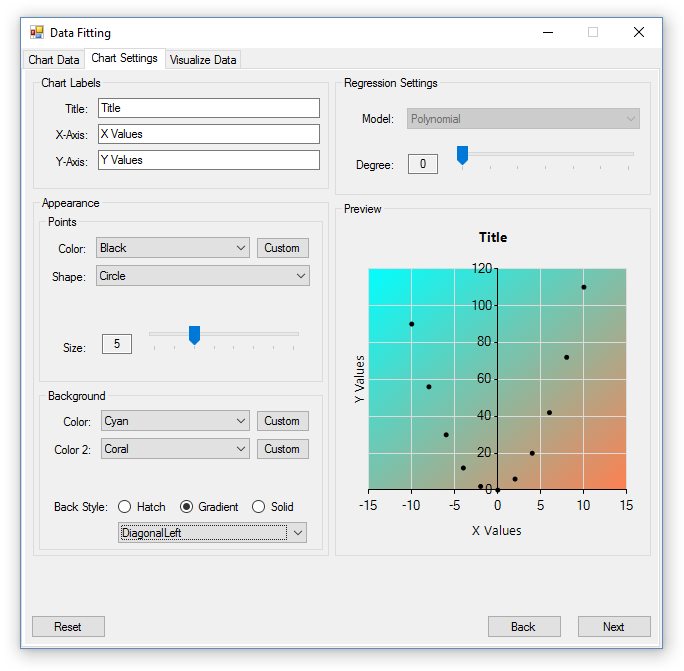 Data Fitting
Chart Data Chart Settings Visualize Data
Chart Labels
Title: Title
X-Axis: X Values
Y-Axis: Y Values
Regression Settings
Model: Polynomial
Degree: 0
Appearance
Points
Color: Black Custom
Shape: Circle
Size: 5
Background
Color: Cyan Custom
Color 2: Coral Custom
Back Style: Hatch Gradient Solid
DiagonalLeft
Preview
Title
120
100
80
60
40
20
0
Y Values
-15 -10 -5 0 5 10 15
X Values
Reset Back Next